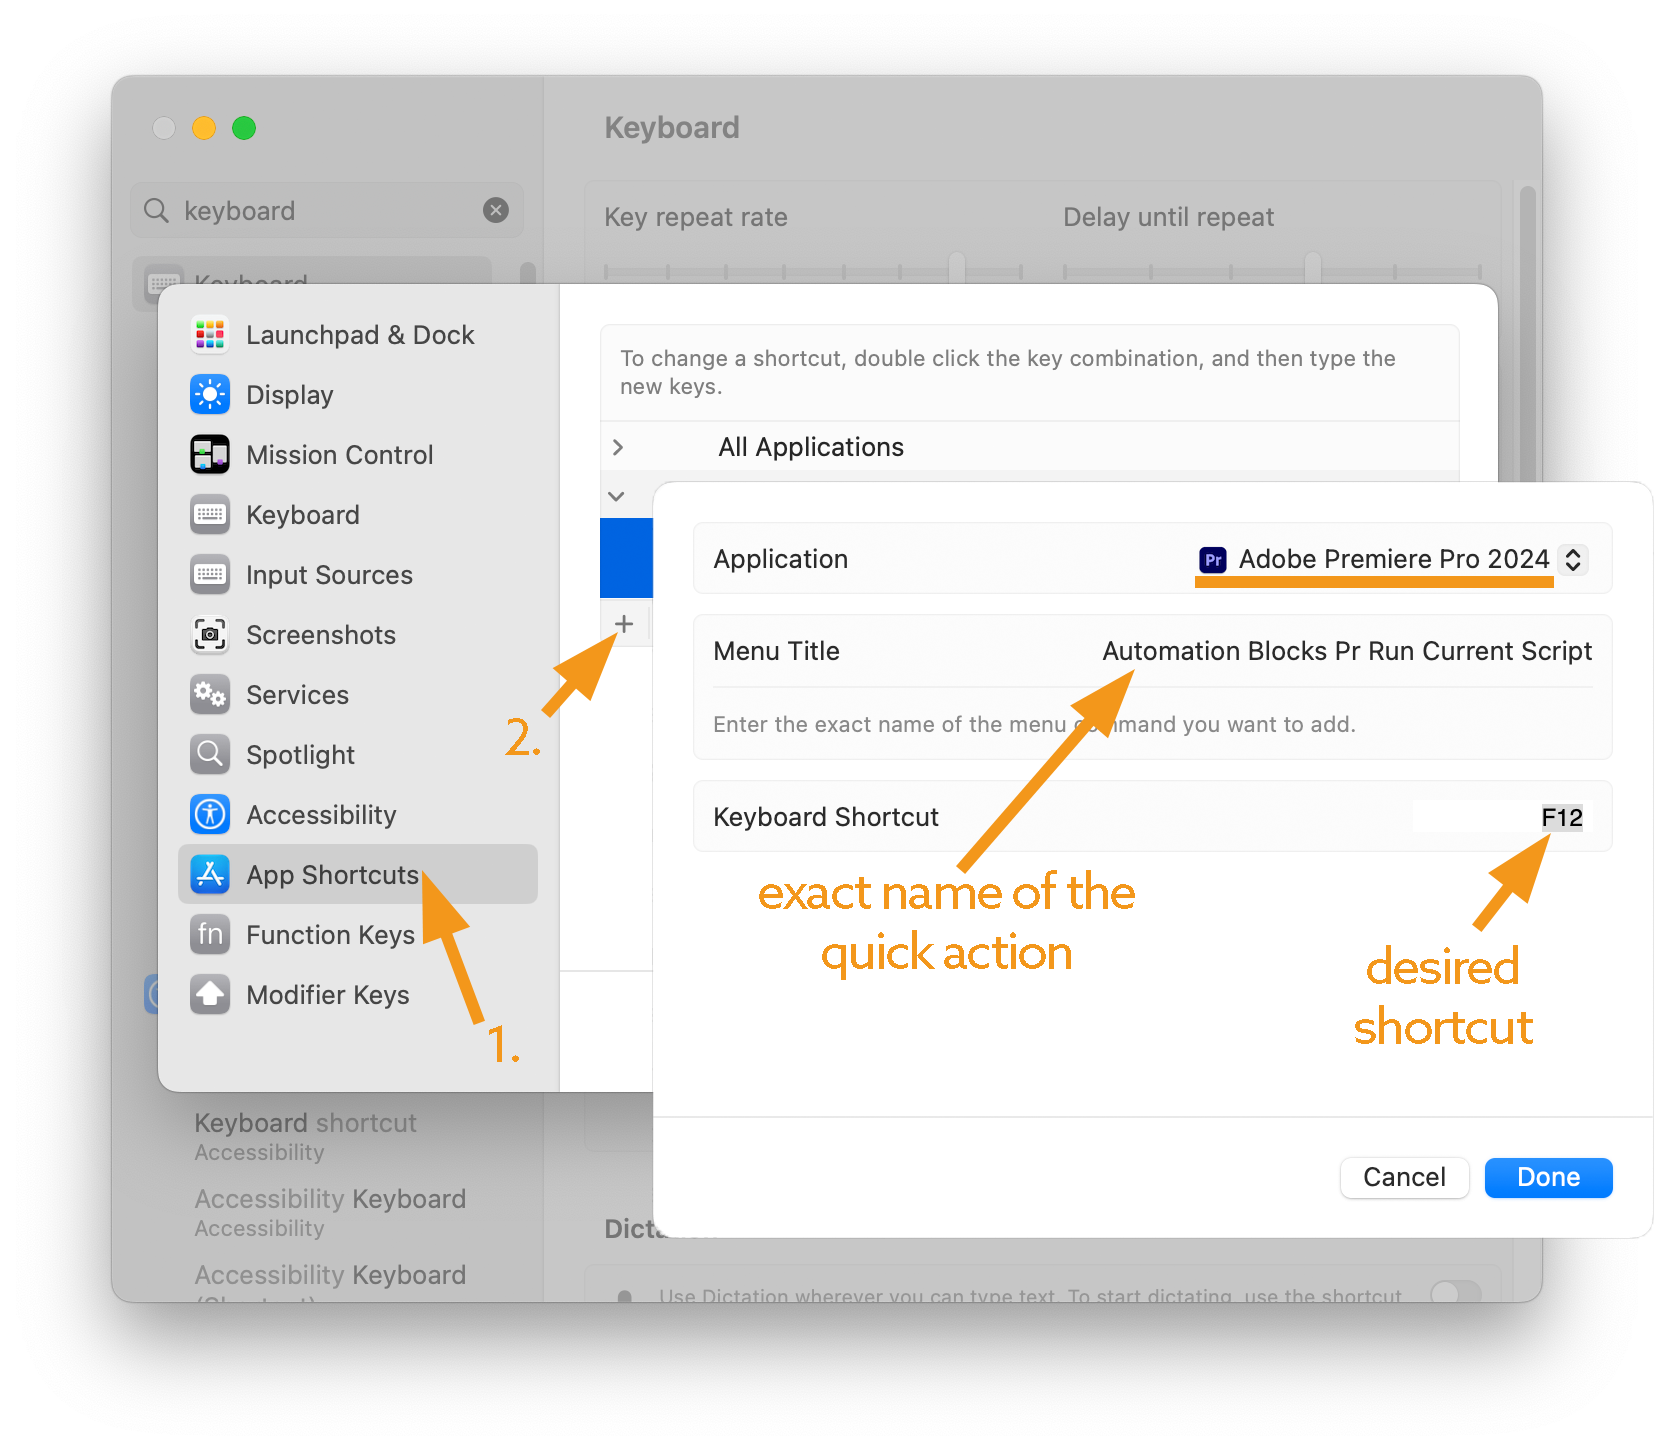 Keyboard
keyboard
Key repeat rate
Delay until repeat
Keyboard
Launchpad & Dock
Display
Mission Control
Keyboard
Input Sources
Screenshots
Services
Spotlight
Accessibility
App Shortcuts
fn Function Keys
Modifier Keys
1.
To change a shortcut, double click the key combination, and then type the
new keys.
All Applications
2.
Application
Pr Adobe Premiere Pro 2024
Menu Title
Automation Blocks Pr Run Current Script
Enter the exact name of the menu command you want to add.
Keyboard Shortcut
F12
exact name of the
quick action
desired
shortcut
Cancel
Done
Keyboard shortcut
Accessibility
Accessibility Keyboard
Accessibility
Accessibility Keyboard
Use Dictation wherever you can type text. To start dictating, use the shortcut